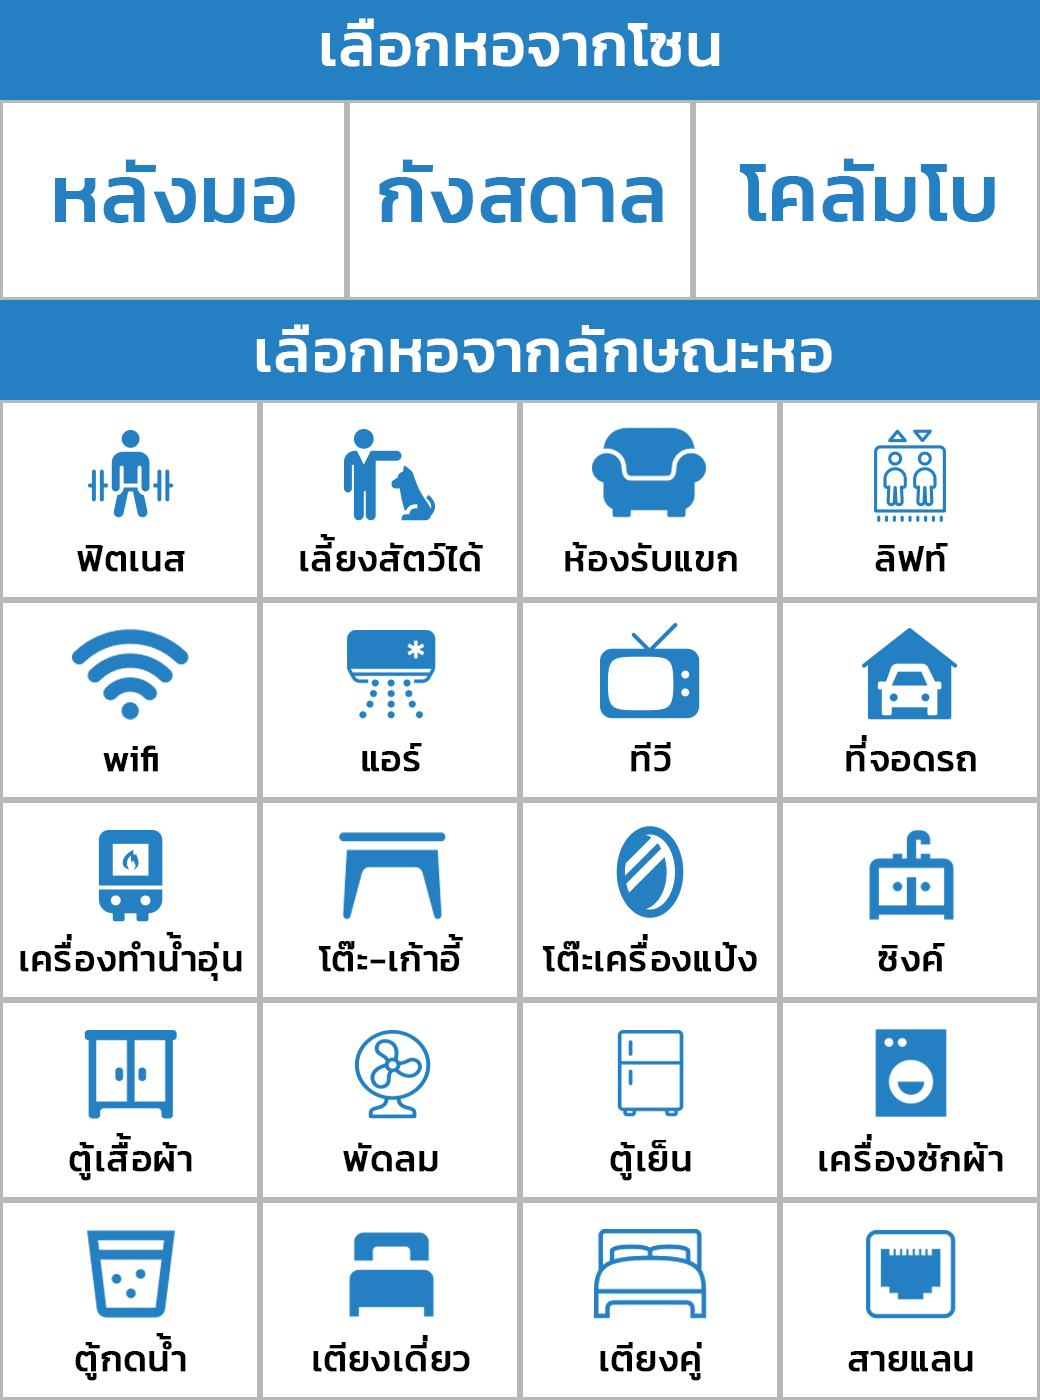 เลือกหอจากโซน
หลังมอ กังสดาล โคลัมโบ
เลือกหอจากลักษณะหอ
ฟิตเนส เลี้ยงสัตว์ได้ ห้องรับแขก ลิฟท์
wifi แอร์ ทีวี ที่จอดรถ
เครื่องทำน้ำอุ่น โต๊ะ-เก้าอี้ โต๊ะเครื่องแป้ง ซิงค์
ตู้เสื้อผ้า พัดลม ตู้เย็น เครื่องซักผ้า
ตู้กดน้ำ เตียงเดี่ยว เตียงคู่ สายแลน